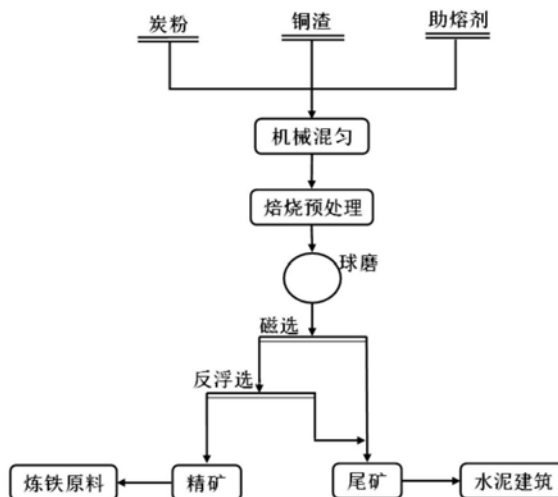 炭粉
铜渣
助熔剂
机械混匀
焙烧预处理
球磨
磁选
反浮选
炼铁原料
精矿
尾矿
水泥建筑